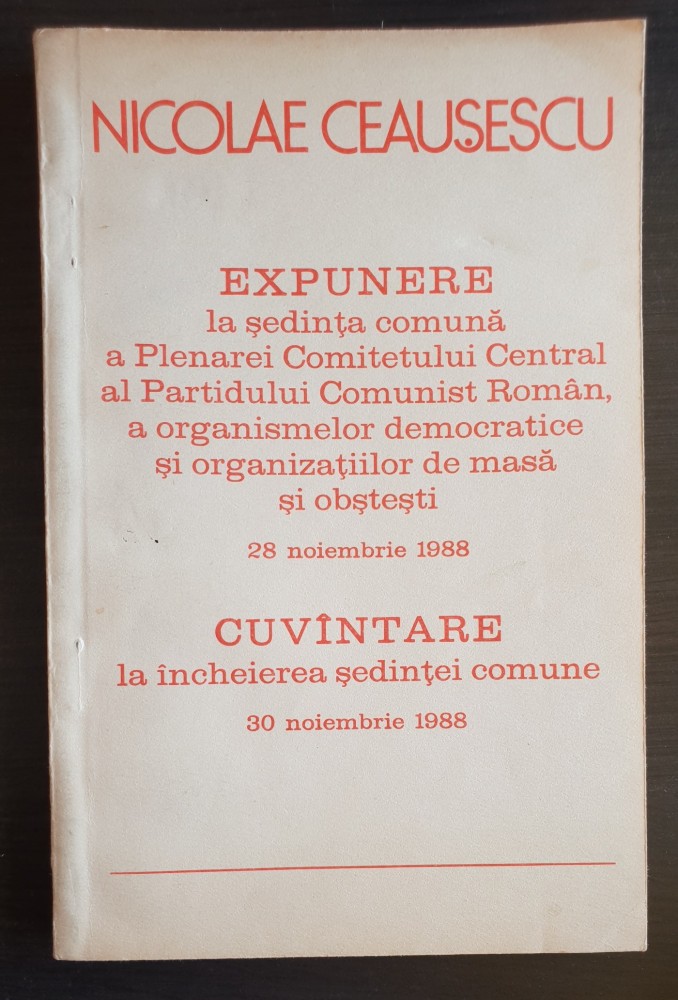 NICOLAE CEAUȘESCU
EXPUNERE
la ședința comună
a Plenarei Comitetului Central
al Partidului Comunist Român,
a organismelor democratice
și organizațiilor de masă
și obștești
28 noiembrie 1988
CUVÎNTARE
la încheierea ședinței comune
30 noiembrie 1988